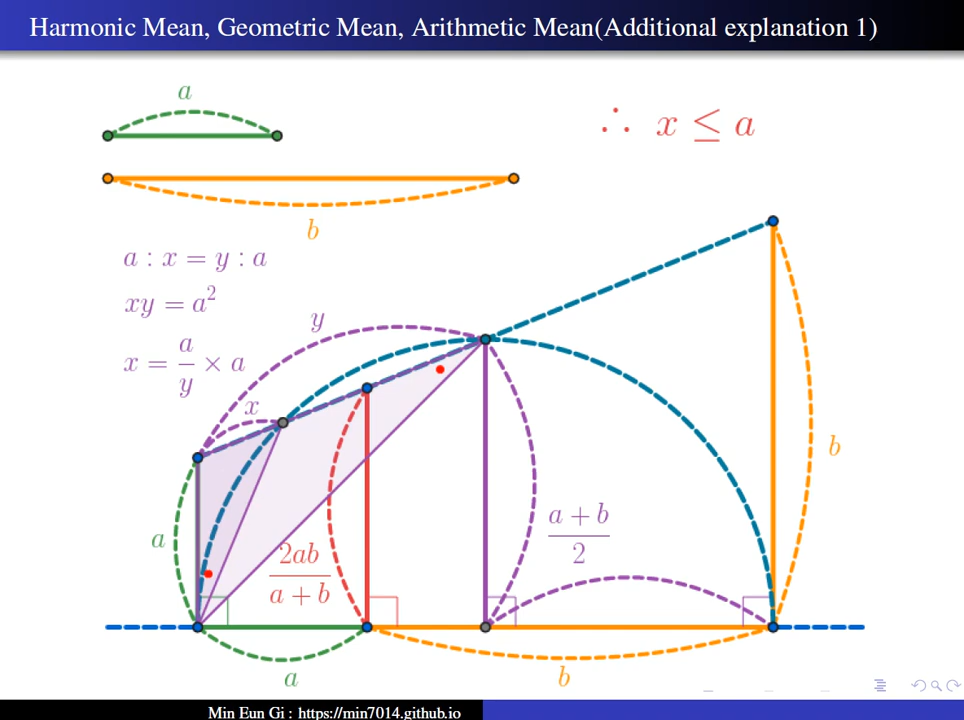 Harmonic Mean, Geometric Mean, Arithmetic Mean(Additional explanation 1)
a
∴ x ≤ a
b
a : x = y : a
xy = a²
x = a/y × a
y
x
b
a
2ab/(a + b)
(a + b)/2
a
b
Min Eun Gi : https://min7014.github.io